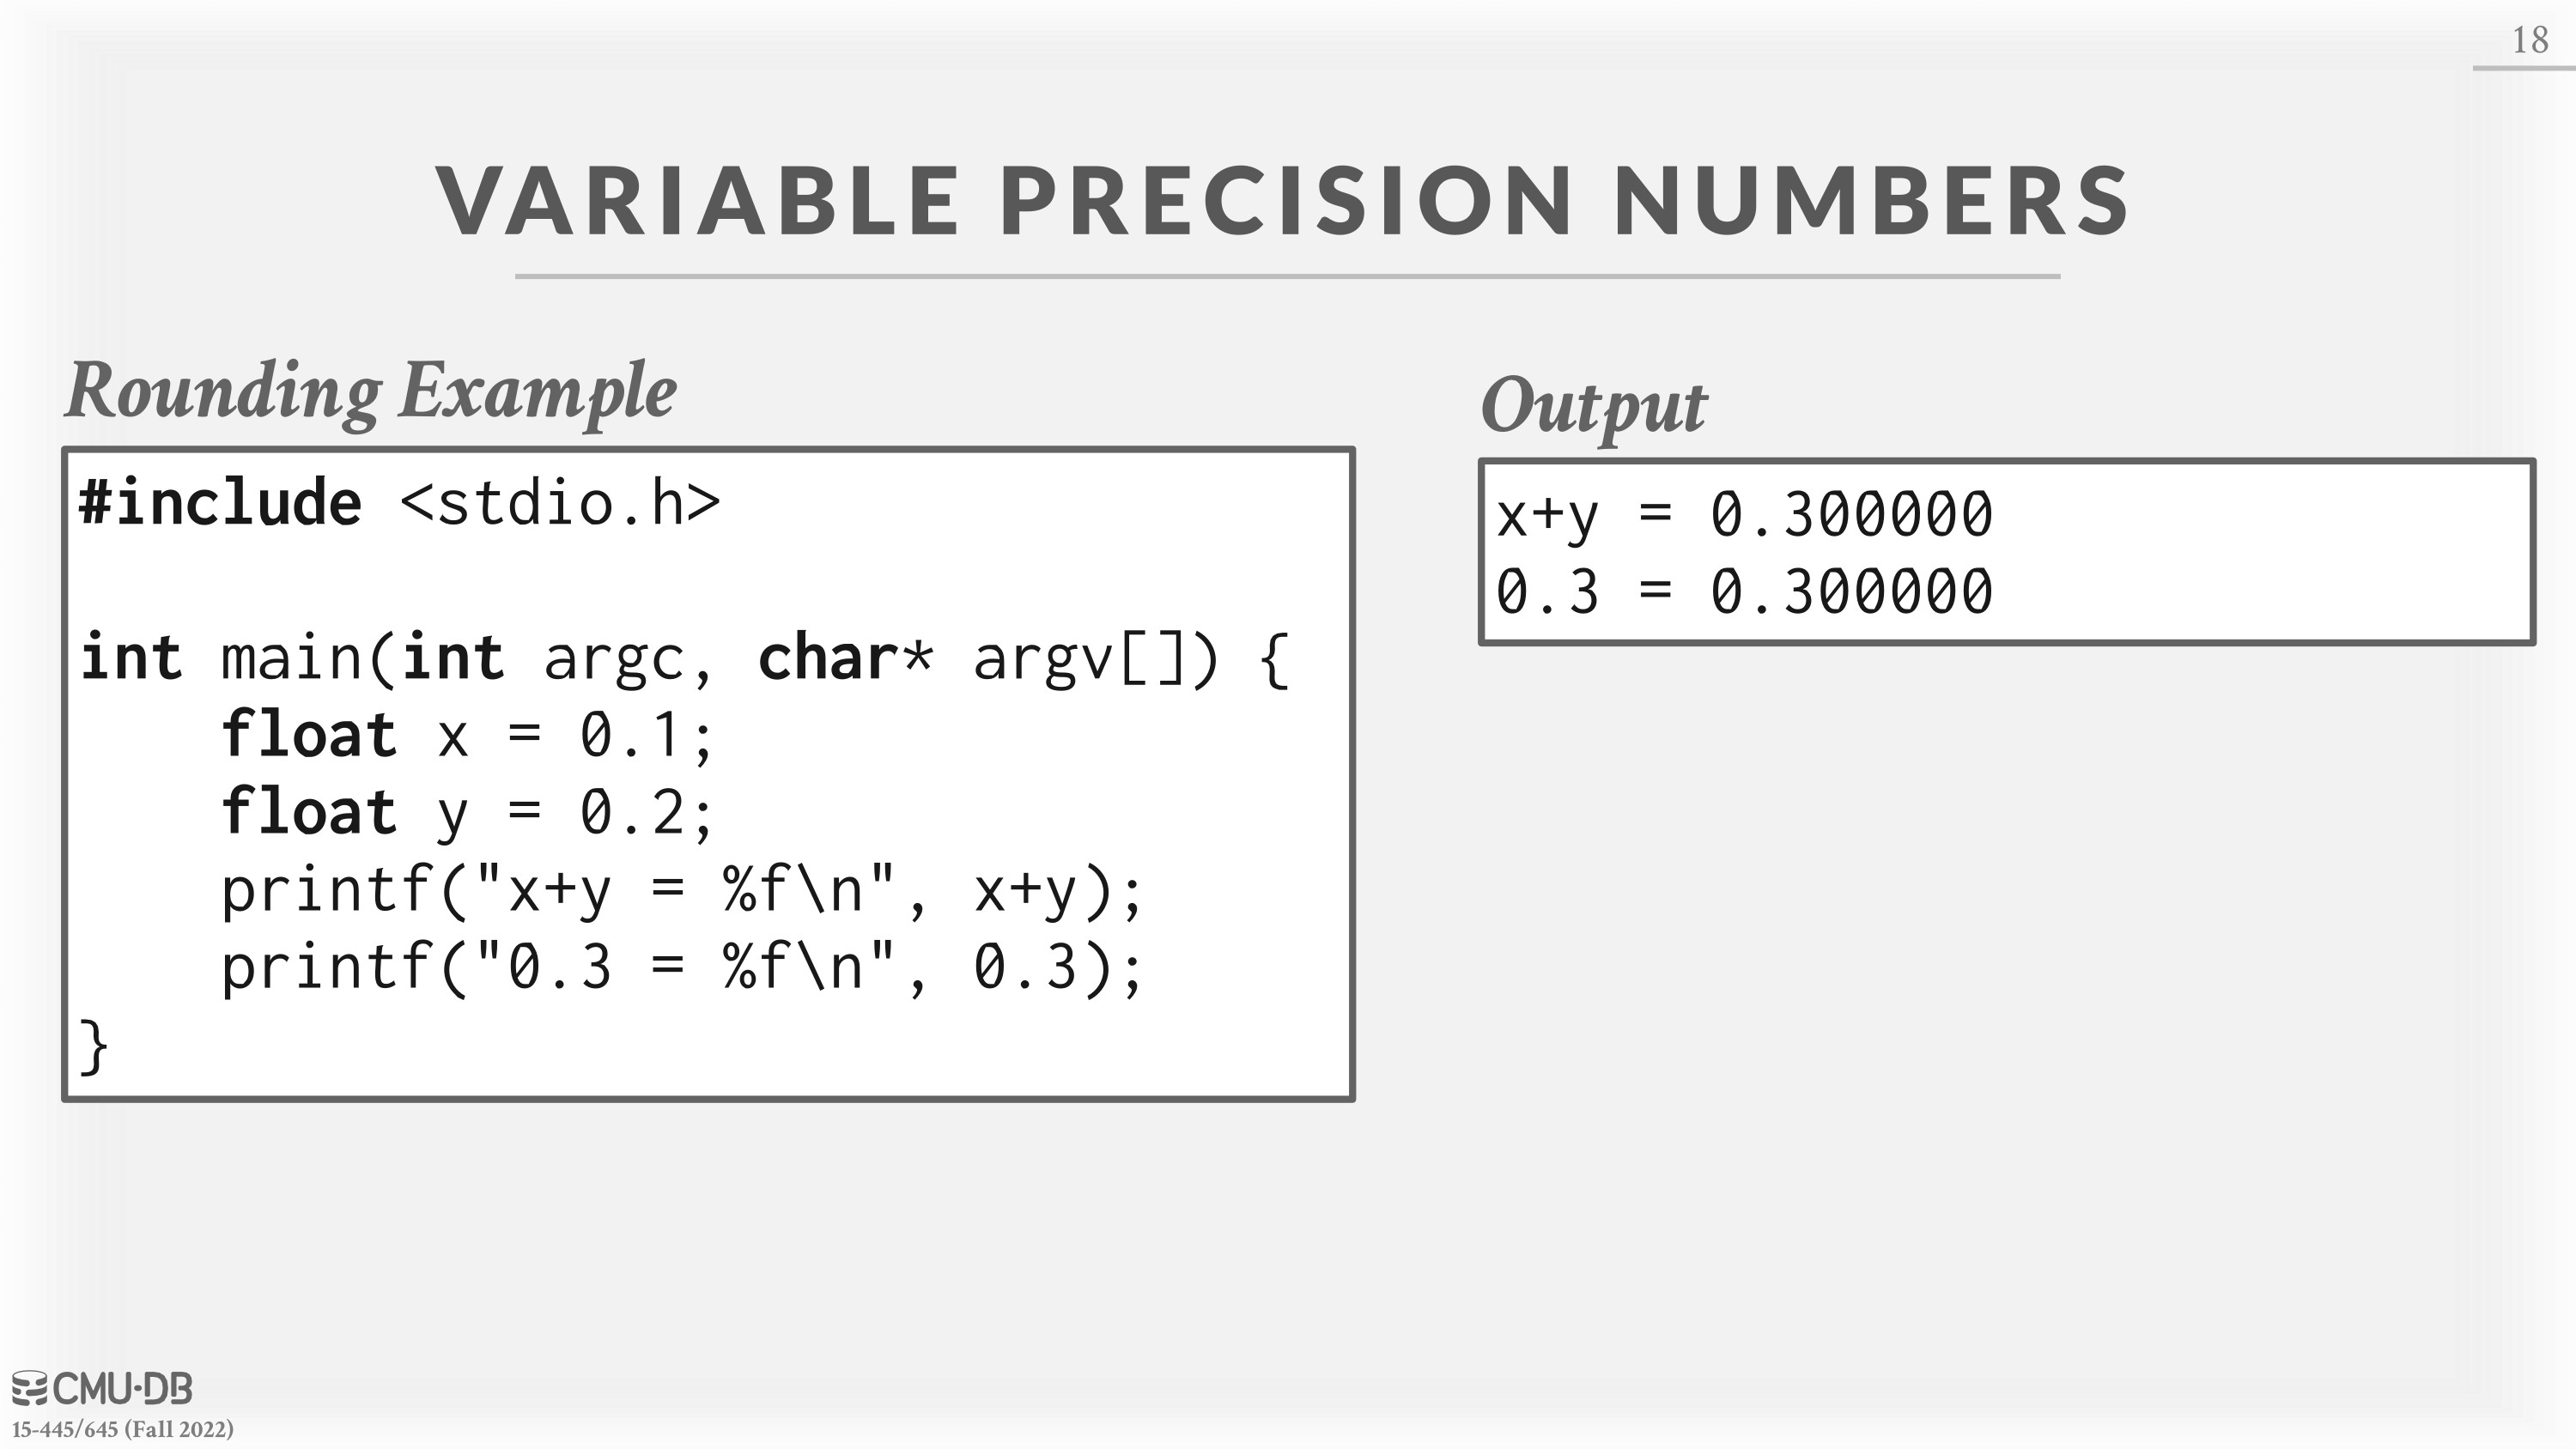 18
VARIABLE PRECISION NUMBERS
Rounding Example
#include <stdio.h>
int main(int argc, char* argv[]) {
    float x = 0.1;
    float y = 0.2;
    printf("x+y = %f\n", x+y);
    printf("0.3 = %f\n", 0.3);
}
Output
x+y = 0.300000
0.3 = 0.300000
CMU·DB
15-445/645 (Fall 2022)